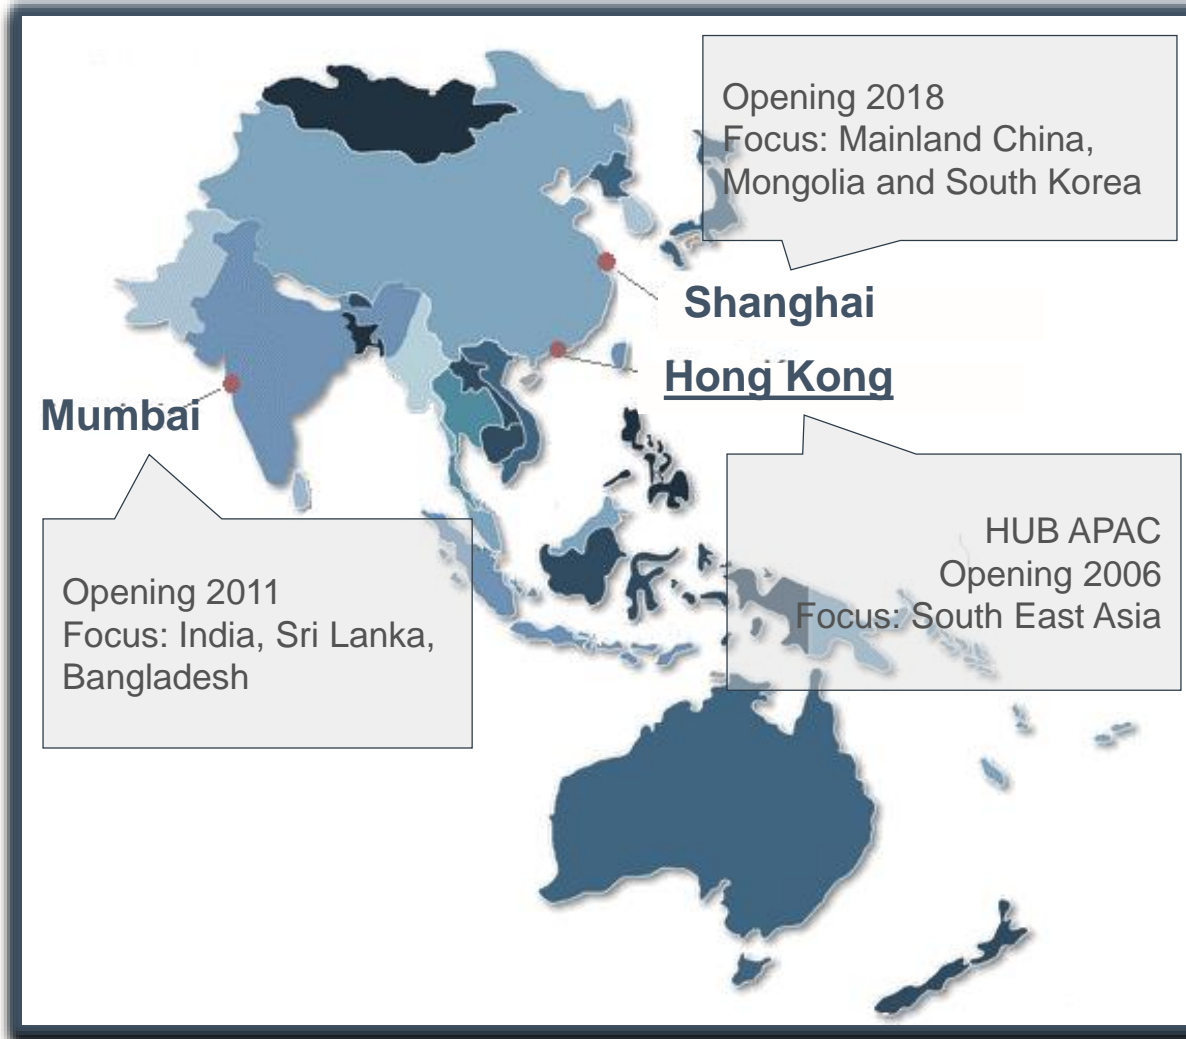 Opening 2018
Focus: Mainland China,
Mongolia and South Korea
Shanghai
Hong Kong
Mumbai
HUB APAC
Opening 2006
Focus: South East Asia
Opening 2011
Focus: India, Sri Lanka,
Bangladesh